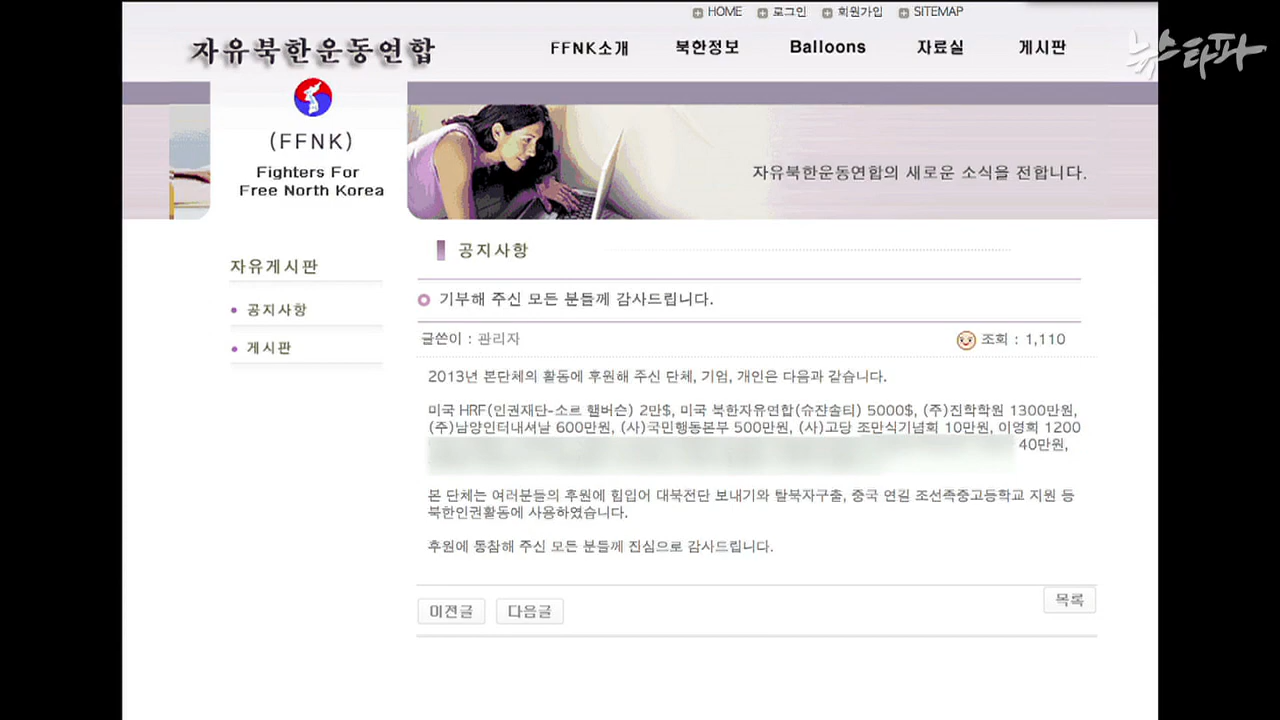 HOME 로그인 회원가입 SITEMAP
뉴스타파
자유북한운동연합
FFNK소개 북한정보 Balloons 자료실 게시판
(FFNK)
Fighters For
Free North Korea
자유북한운동연합의 새로운 소식을 전합니다.
자유게시판
공지사항
게시판
공지사항
기부해 주신 모든 분들께 감사드립니다.
글쓴이 : 관리자 조회 : 1,110
2013년 본단체의 활동에 후원해 주신 단체, 기업, 개인은 다음과 같습니다.
미국 HRF(인권재단-소르 핼버슨) 2만$, 미국 북한자유연합(슈쟌솔티) 5000$, (주)진학학원 1300만원,
(주)남양인터내셔날 600만원, (사)국민행동본부 500만원, (사)고당 조만식기념회 10만원, 이영희 1200
40만원,
본 단체는 여러분들의 후원에 힘입어 대북전단 보내기와 탈북자구출, 중국 연길 조선족중고등학교 지원 등
북한인권활동에 사용하였습니다.
후원에 동참해 주신 모든 분들께 진심으로 감사드립니다.
이전글 다음글 목록